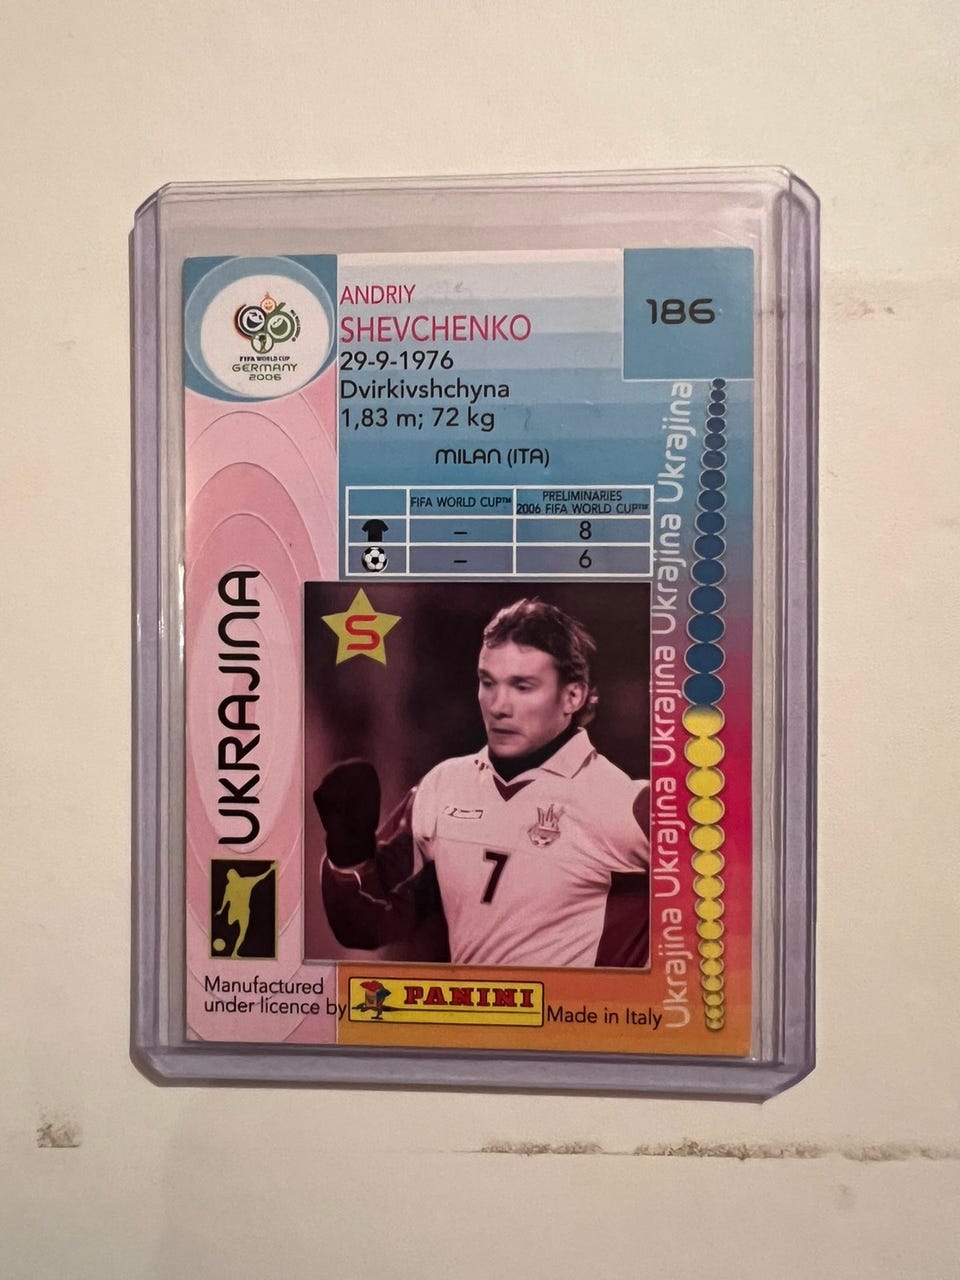 FIFA WORLD CUP
GERMANY
2006
ANDRIY
SHEVCHENKO
29-9-1976
Dvirkivshchyna
1,83 m; 72 kg
MILAN (ITA)
186
FIFA WORLD CUP™
PRELIMINARIES
2006 FIFA WORLD CUP™
– 8
– 6
S
7
UKRAJINA
Ukrajina Ukrajina Ukrajina Ukrajina Ukrajina Ukrajina
Manufactured
under licence by
PANINI
Made in Italy